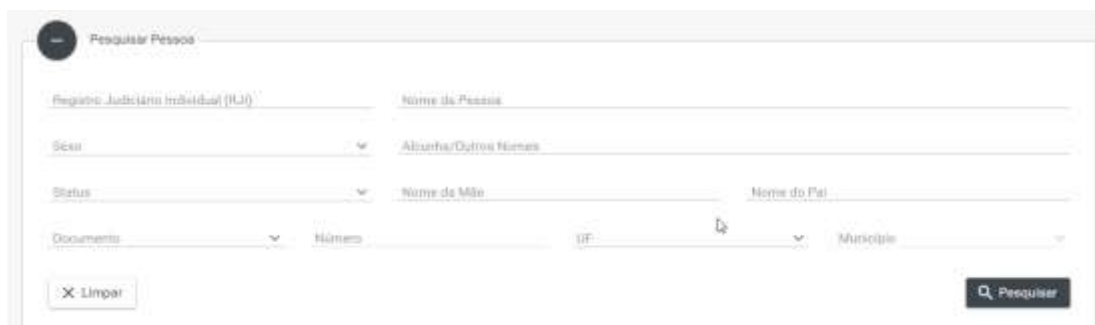 Pesquisar Pessoa
Registro Judiciário Individual (RJI) Nome da Pessoa
Sexo Alcunha/Outros Nomes
Status Nome da Mãe Nome do Pai
Documento Número UF Município
Limpar Pesquisar